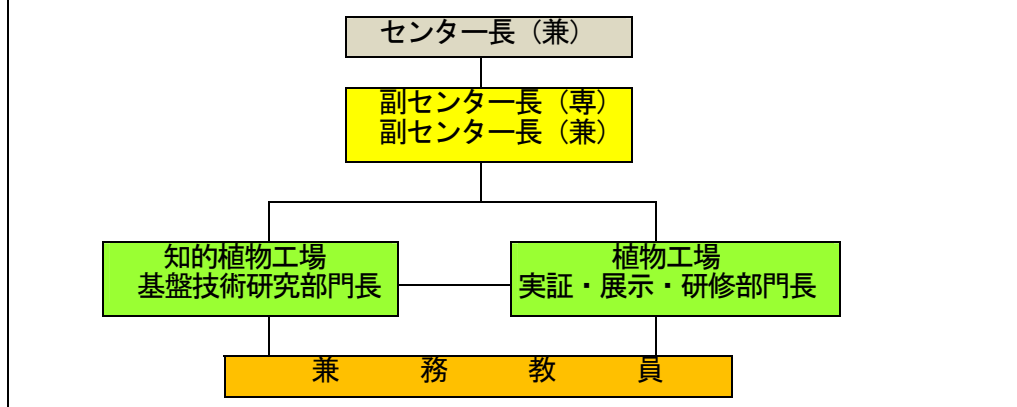 センター長（兼）
副センター長（専）
副センター長（兼）
知的植物工場
基盤技術研究部門長
植物工場
実証・展示・研修部門長
兼　務　教　員